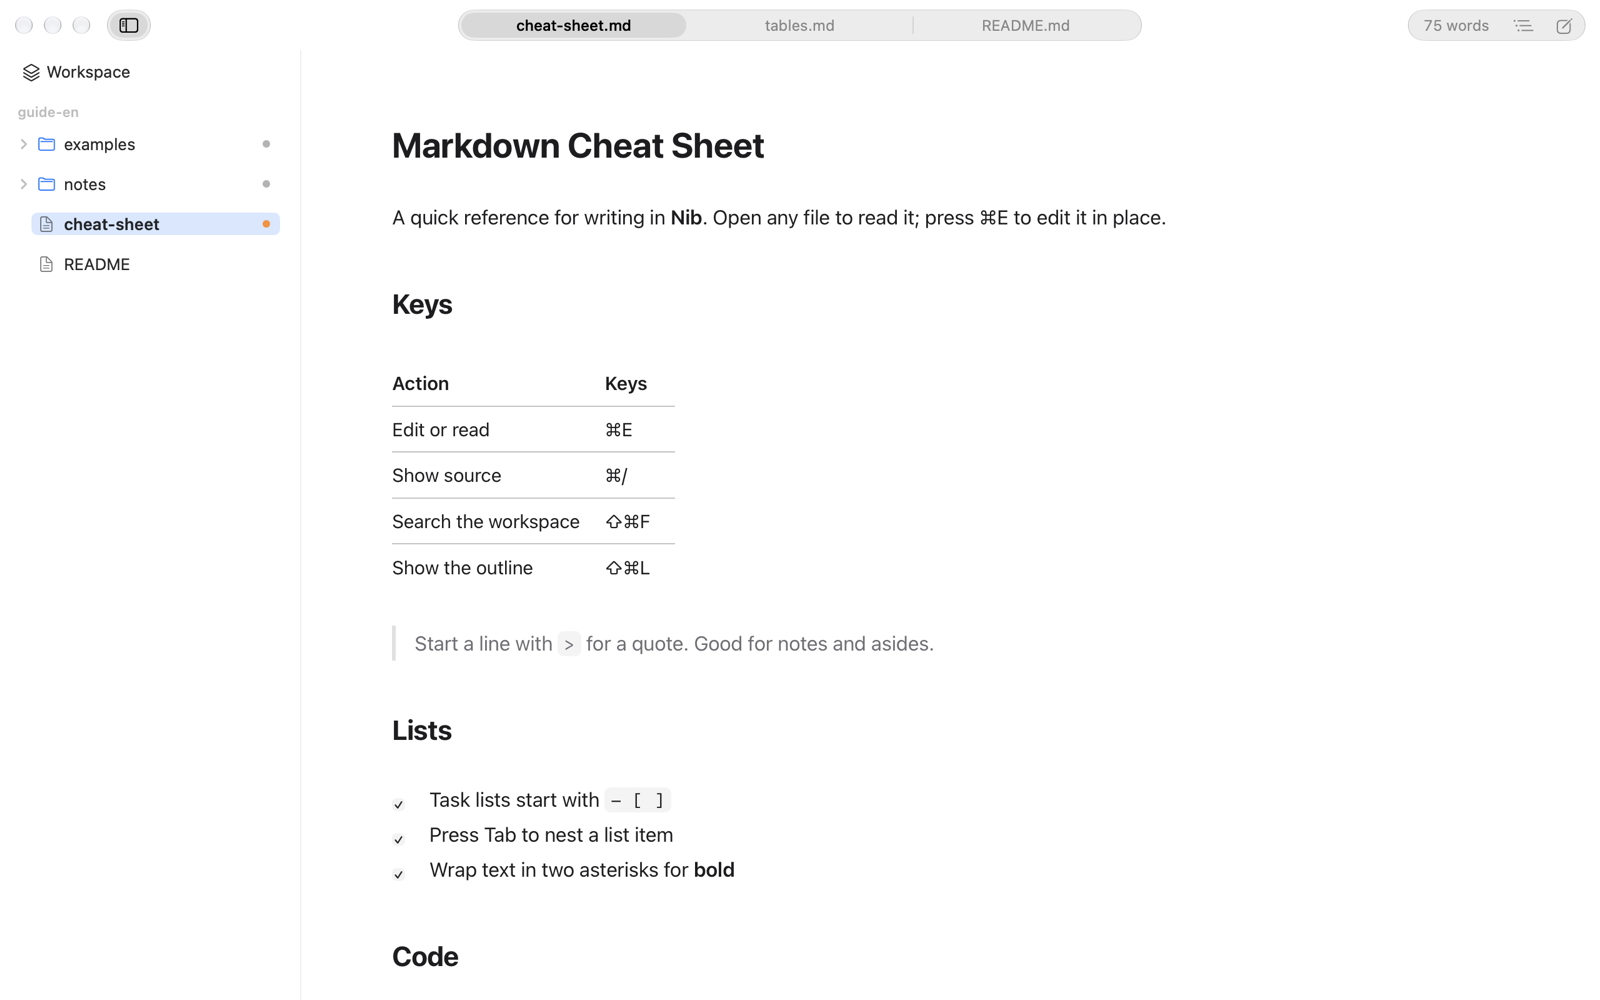 cheat-sheet.md
tables.md
README.md
75 words
Workspace
guide-en
examples
notes
cheat-sheet
README
Markdown Cheat Sheet
A quick reference for writing in Nib. Open any file to read it; press ⌘E to edit it in place.
Keys
Action Keys
Edit or read ⌘E
Show source ⌘/
Search the workspace ⇧⌘F
Show the outline ⇧⌘L
Start a line with > for a quote. Good for notes and asides.
Lists
✓ Task lists start with – [ ]
✓ Press Tab to nest a list item
✓ Wrap text in two asterisks for bold
Code